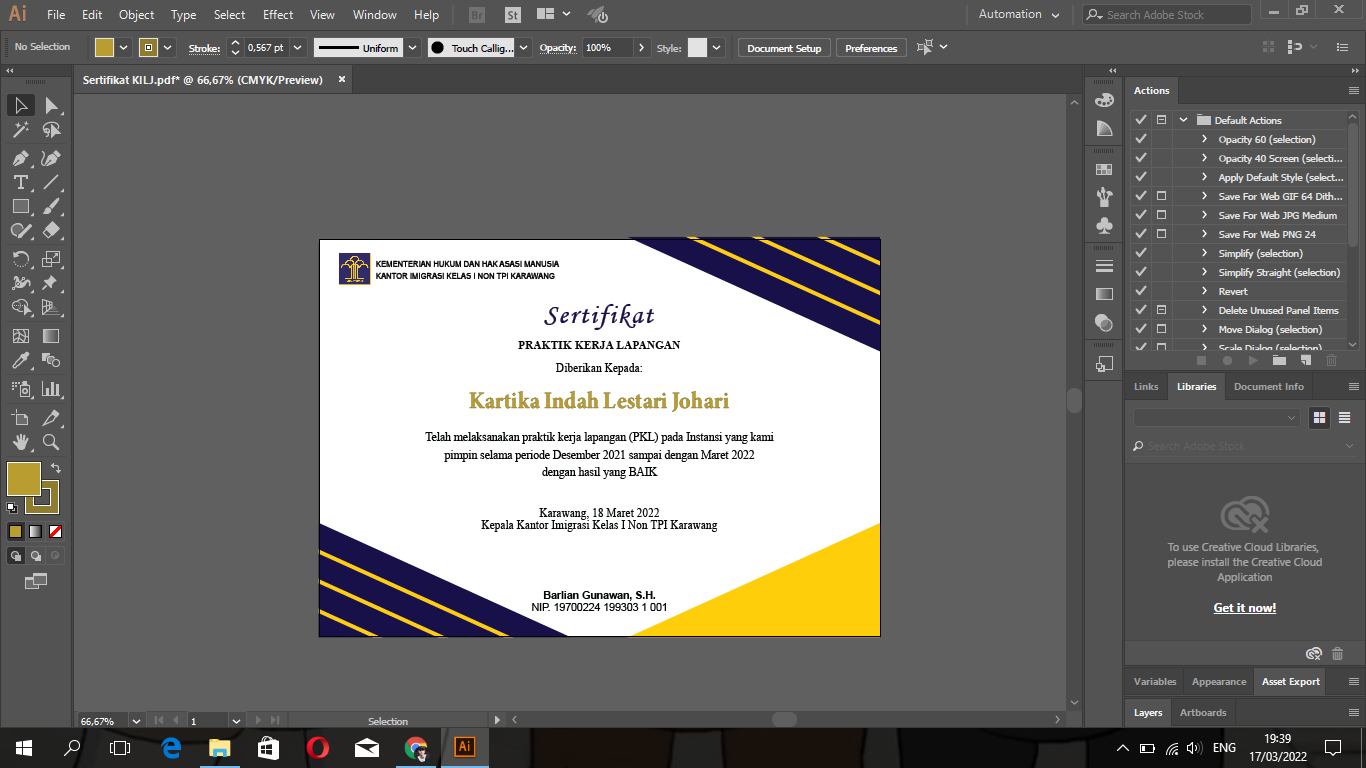 Ai File Edit Object Type Select Effect View Window Help Br St Automation Search Adobe Stock
No Selection Stroke: 0,567 pt Uniform Touch Callig... Opacity: 100% Style: Document Setup Preferences
Sertifikat KILJ.pdf* @ 66,67% (CMYK/Preview)
KEMENTERIAN HUKUM DAN HAK ASASI MANUSIA
KANTOR IMIGRASI KELAS I NON TPI KARAWANG
Sertifikat
PRAKTIK KERJA LAPANGAN
Diberikan Kepada:
Kartika Indah Lestari Johari
Telah melaksanakan praktik kerja lapangan (PKL) pada Instansi yang kami
pimpin selama periode Desember 2021 sampai dengan Maret 2022
dengan hasil yang BAIK
Karawang, 18 Maret 2022
Kepala Kantor Imigrasi Kelas I Non TPI Karawang
Barlian Gunawan, S.H.
NIP. 19700224 199303 1 001
Actions
Default Actions
Opacity 60 (selection)
Opacity 40 Screen (selecti...
Apply Default Style (select...
Save For Web GIF 64 Dith...
Save For Web JPG Medium
Save For Web PNG 24
Simplify (selection)
Simplify Straight (selection)
Revert
Delete Unused Panel Items
Move Dialog (selection)
Scale Dialog (selection)
Links Libraries Document Info
Search Adobe Stock
To use Creative Cloud Libraries,
please install the Creative Cloud
Application
Get it now!
Variables Appearance Asset Export
Layers Artboards
66,67% 1 Selection
Ai
ENG
19:39
17/03/2022